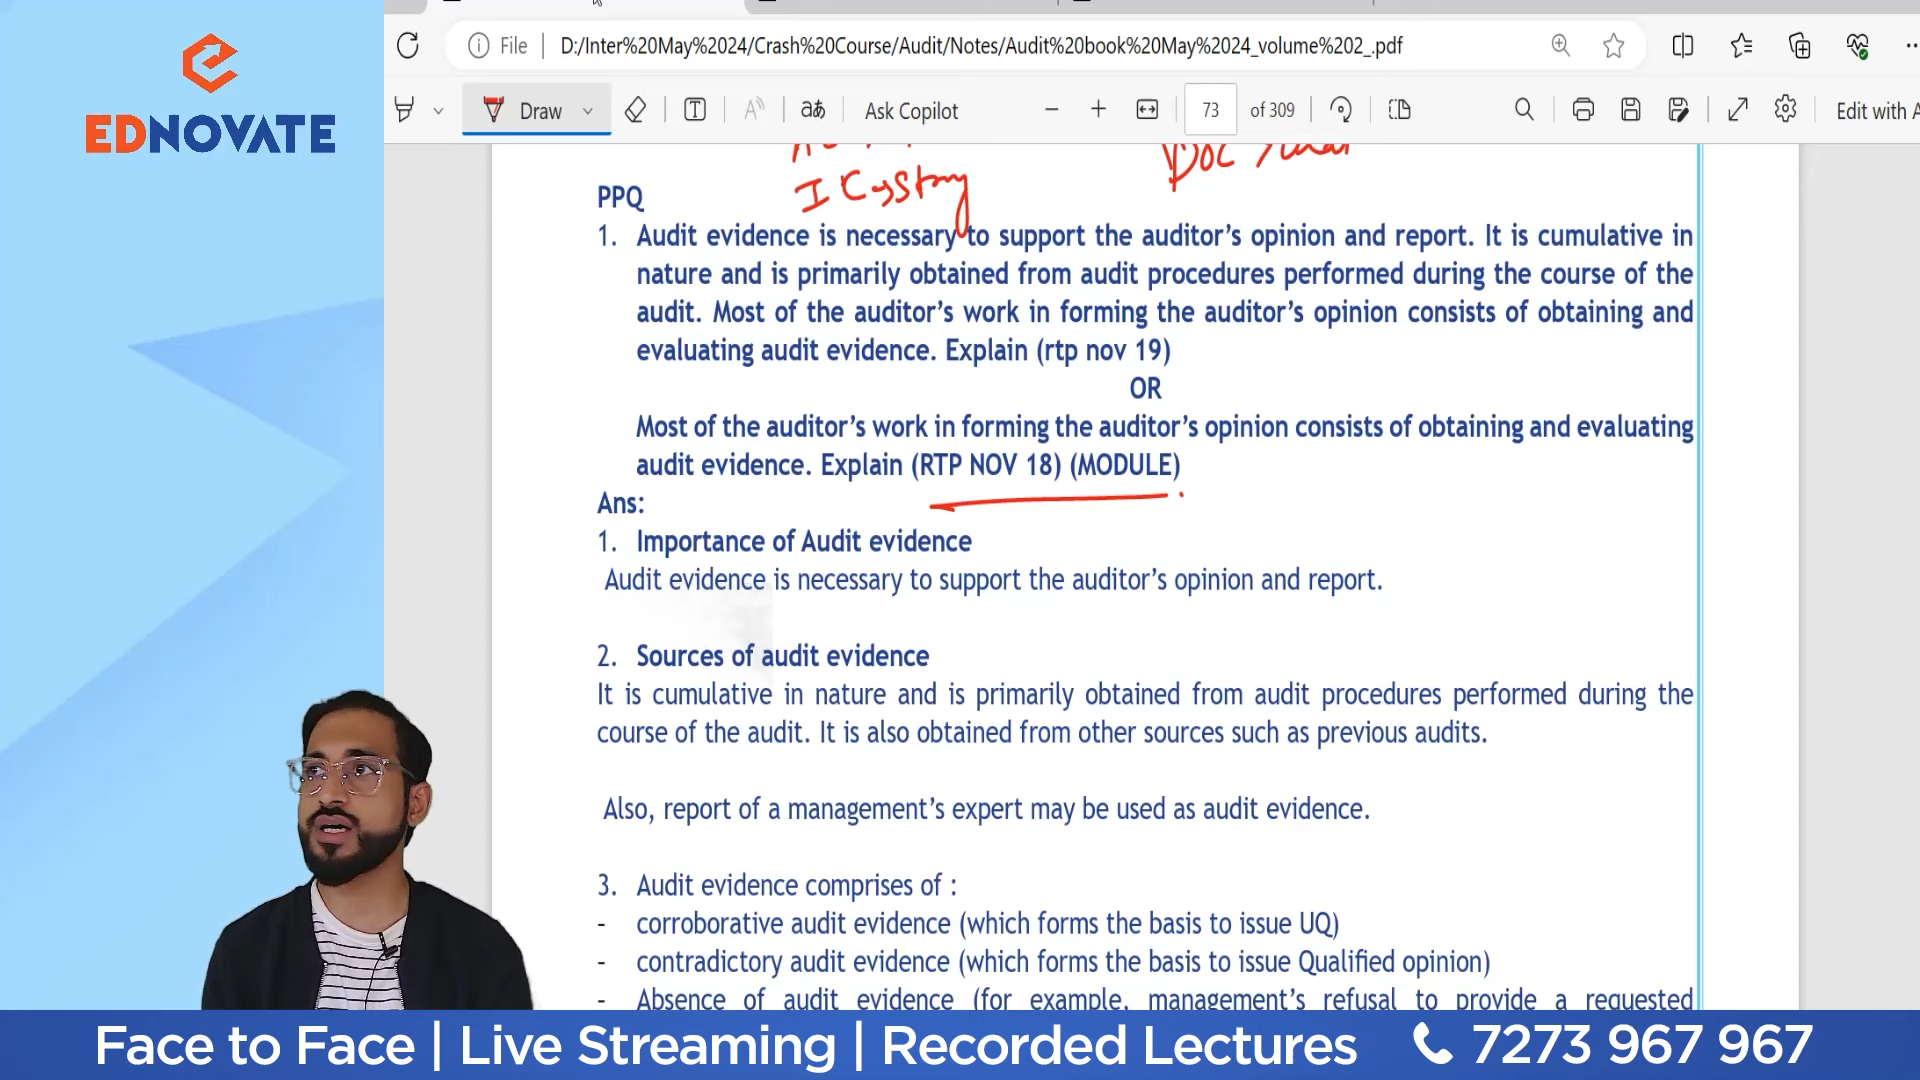 EDNOVATE
File
D:/Inter%20May%2024/Crash%20Course/Audit/Notes/Audit%20book%20May%2024_volume%202_.pdf
Draw
T
A
aあ
Ask Copilot
73
of 309
Edit with A
Doc
I C System
PPQ
1. Audit evidence is necessary to support the auditor’s opinion and report. It is cumulative in
nature and is primarily obtained from audit procedures performed during the course of the
audit. Most of the auditor’s work in forming the auditor’s opinion consists of obtaining and
evaluating audit evidence. Explain (rtp nov 19)
OR
Most of the auditor’s work in forming the auditor’s opinion consists of obtaining and evaluating
audit evidence. Explain (RTP NOV 18) (MODULE)
Ans:
1. Importance of Audit evidence
Audit evidence is necessary to support the auditor’s opinion and report.
2. Sources of audit evidence
It is cumulative in nature and is primarily obtained from audit procedures performed during the
course of the audit. It is also obtained from other sources such as previous audits.
Also, report of a management’s expert may be used as audit evidence.
3. Audit evidence comprises of :
- corroborative audit evidence (which forms the basis to issue UQ)
- contradictory audit evidence (which forms the basis to issue Qualified opinion)
- Absence of audit evidence (for example, management’s refusal to provide a requested
Face to Face | Live Streaming | Recorded Lectures 7273 967 967